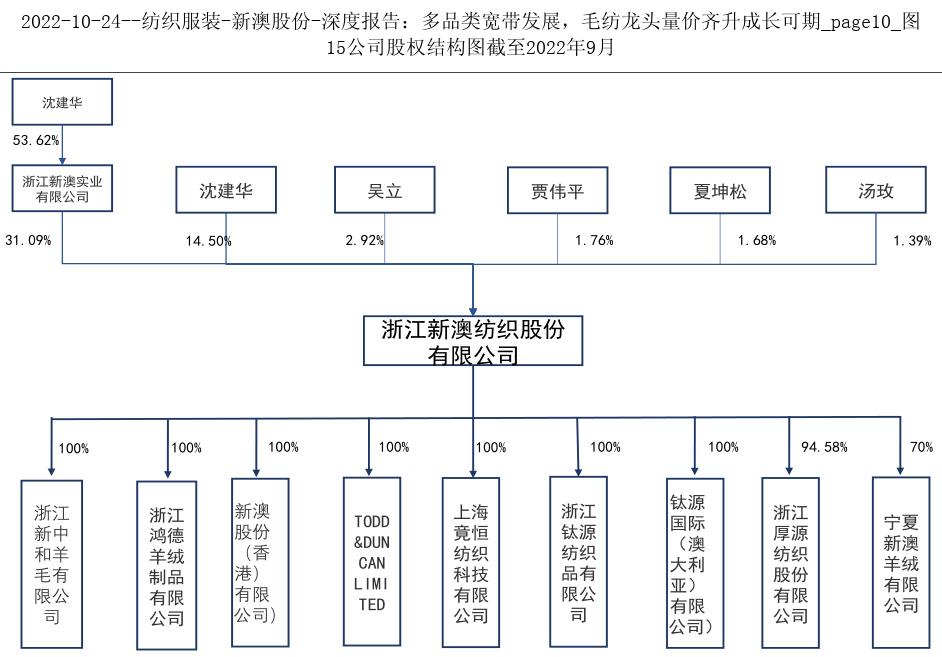 2022-10-24--纺织服装-新澳股份-深度报告：多品类宽带发展，毛纺龙头量价齐升成长可期_page10_图
15公司股权结构图截至2022年9月
沈建华
53.62%
浙江新澳实业
有限公司
沈建华
吴立
贾伟平
夏坤松
汤玫
31.09%
14.50%
2.92%
1.76%
1.68%
1.39%
浙江新澳纺织股份
有限公司
100%
100%
100%
100%
100%
100%
100%
94.58%
70%
浙江
新中
和羊
毛有
限公
司
浙江
鸿德
羊绒
制品
有限
公司
新澳
股份
（香
港）
有限
公司）
TODD
&DUN
CAN
LIMI
TED
上海
竟恒
纺织
科技
有限
公司
浙江
钛源
纺织
品有
限公
司
钛源
国际
（澳
大利
亚）
有限
公司）
浙江
厚源
纺织
股份
有限
公司
宁夏
新澳
羊绒
有限
公司